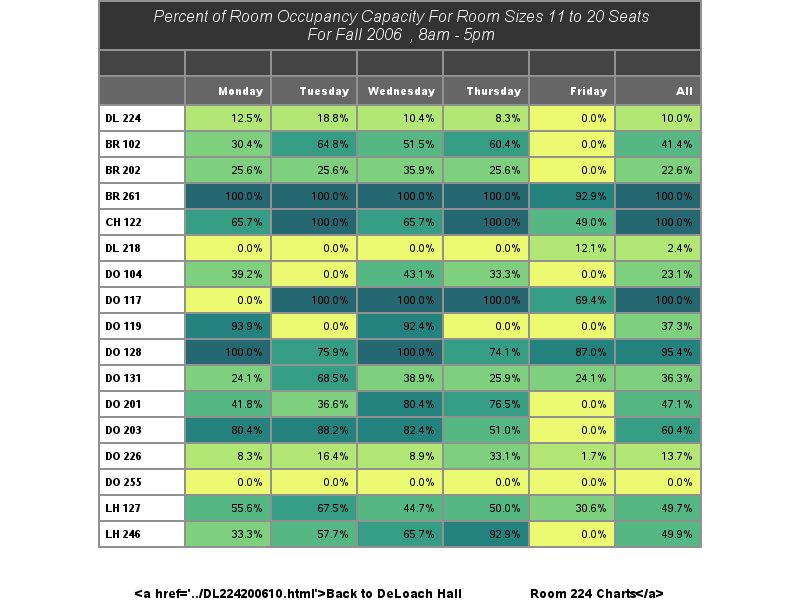 Percent of Room Occupancy Capacity For Room Sizes 11 to 20 Seats
For Fall 2006 , 8am - 5pm
Monday Tuesday Wednesday Thursday Friday All
DL 224 12.5% 18.8% 10.4% 8.3% 0.0% 10.0%
BR 102 30.4% 64.8% 51.5% 60.4% 0.0% 41.4%
BR 202 25.6% 25.6% 35.9% 25.6% 0.0% 22.6%
BR 261 100.0% 100.0% 100.0% 100.0% 92.9% 100.0%
CH 122 65.7% 100.0% 65.7% 100.0% 49.0% 100.0%
DL 218 0.0% 0.0% 0.0% 0.0% 12.1% 2.4%
DO 104 39.2% 0.0% 43.1% 33.3% 0.0% 23.1%
DO 117 0.0% 100.0% 100.0% 100.0% 69.4% 100.0%
DO 119 93.9% 0.0% 92.4% 0.0% 0.0% 37.3%
DO 128 100.0% 75.9% 100.0% 74.1% 87.0% 95.4%
DO 131 24.1% 68.5% 38.9% 25.9% 24.1% 36.3%
DO 201 41.8% 36.6% 80.4% 76.5% 0.0% 47.1%
DO 203 80.4% 88.2% 82.4% 51.0% 0.0% 60.4%
DO 226 8.3% 16.4% 8.9% 33.1% 1.7% 13.7%
DO 255 0.0% 0.0% 0.0% 0.0% 0.0% 0.0%
LH 127 55.6% 67.5% 44.7% 50.0% 30.6% 49.7%
LH 246 33.3% 57.7% 65.7% 92.9% 0.0% 49.9%
<a href='../DL224200610.html'>Back to DeLoach Hall Room 224 Charts</a>